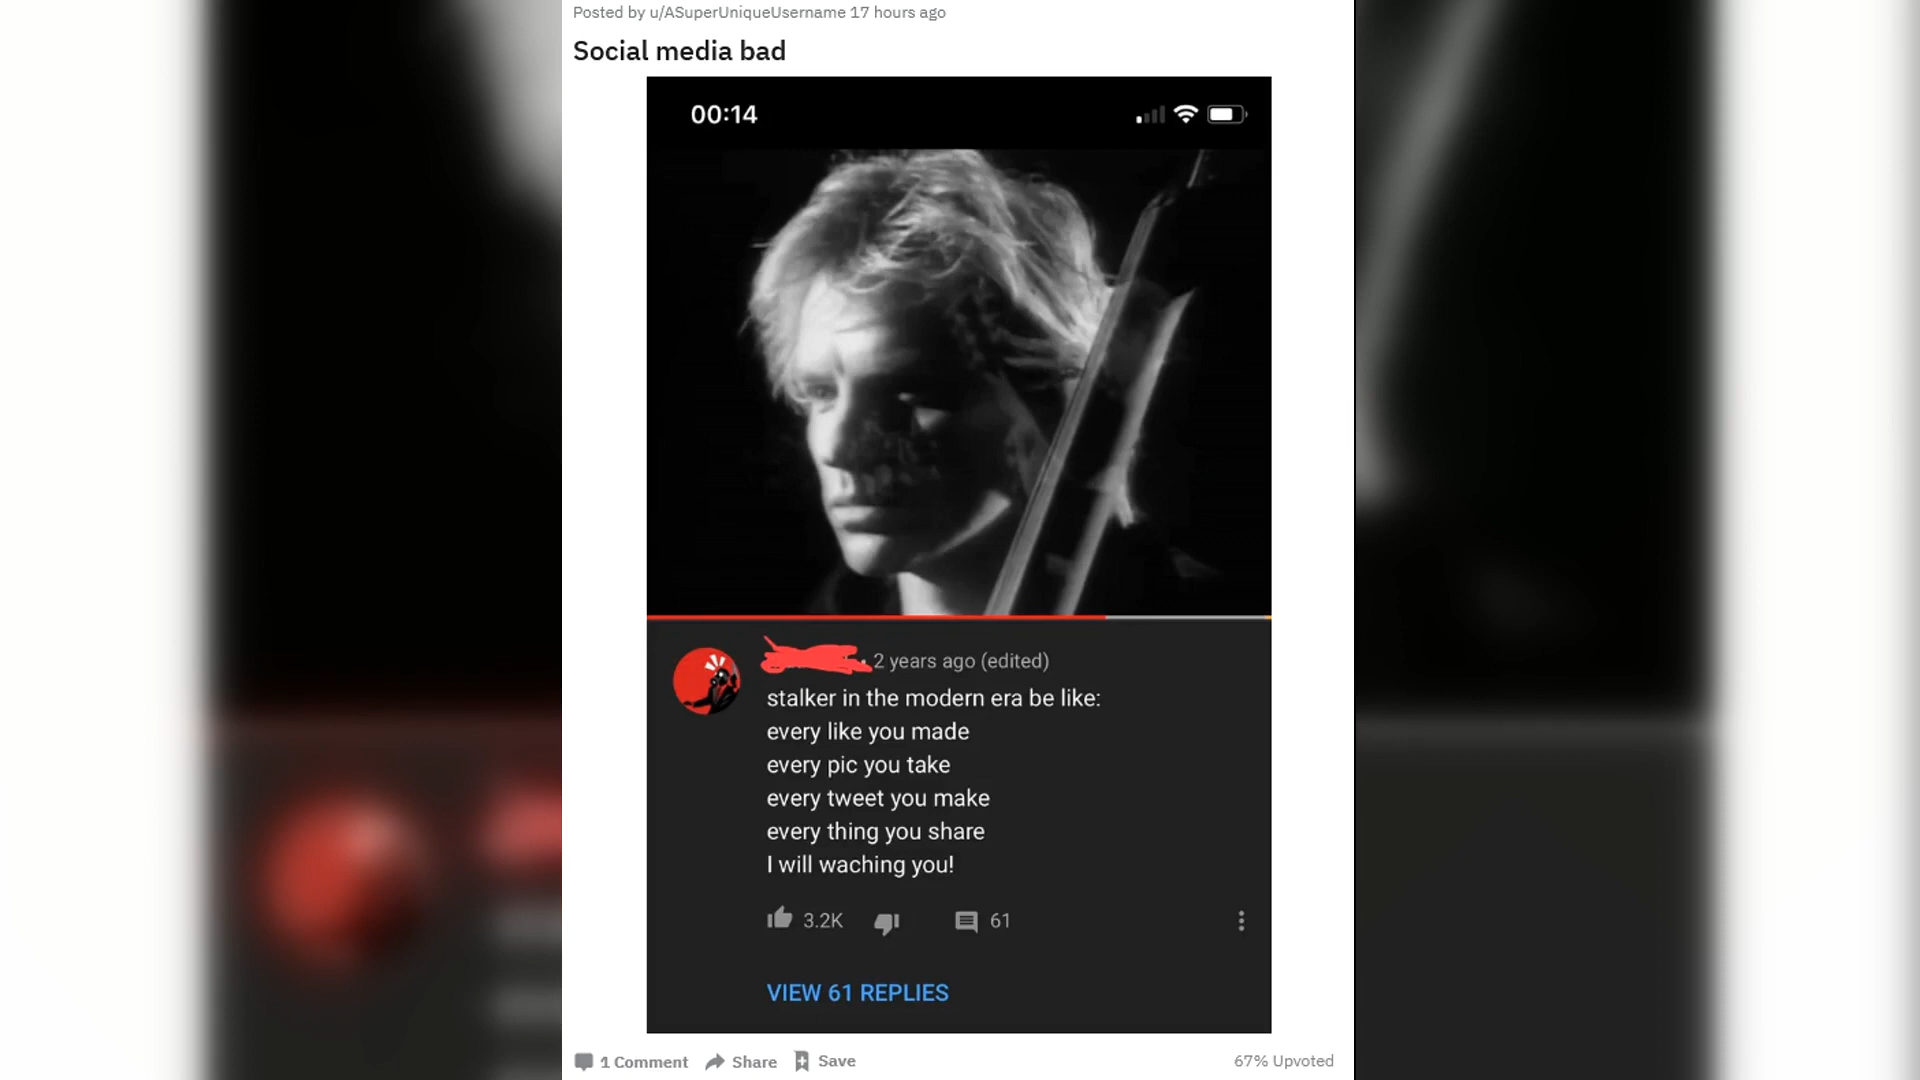 Posted by u/ASuperUniqueUsername 17 hours ago
Social media bad
00:14
2 years ago (edited)
stalker in the modern era be like:
every like you made
every pic you take
every tweet you make
every thing you share
I will waching you!
3.2K 61
VIEW 61 REPLIES
1 Comment Share Save 67% Upvoted